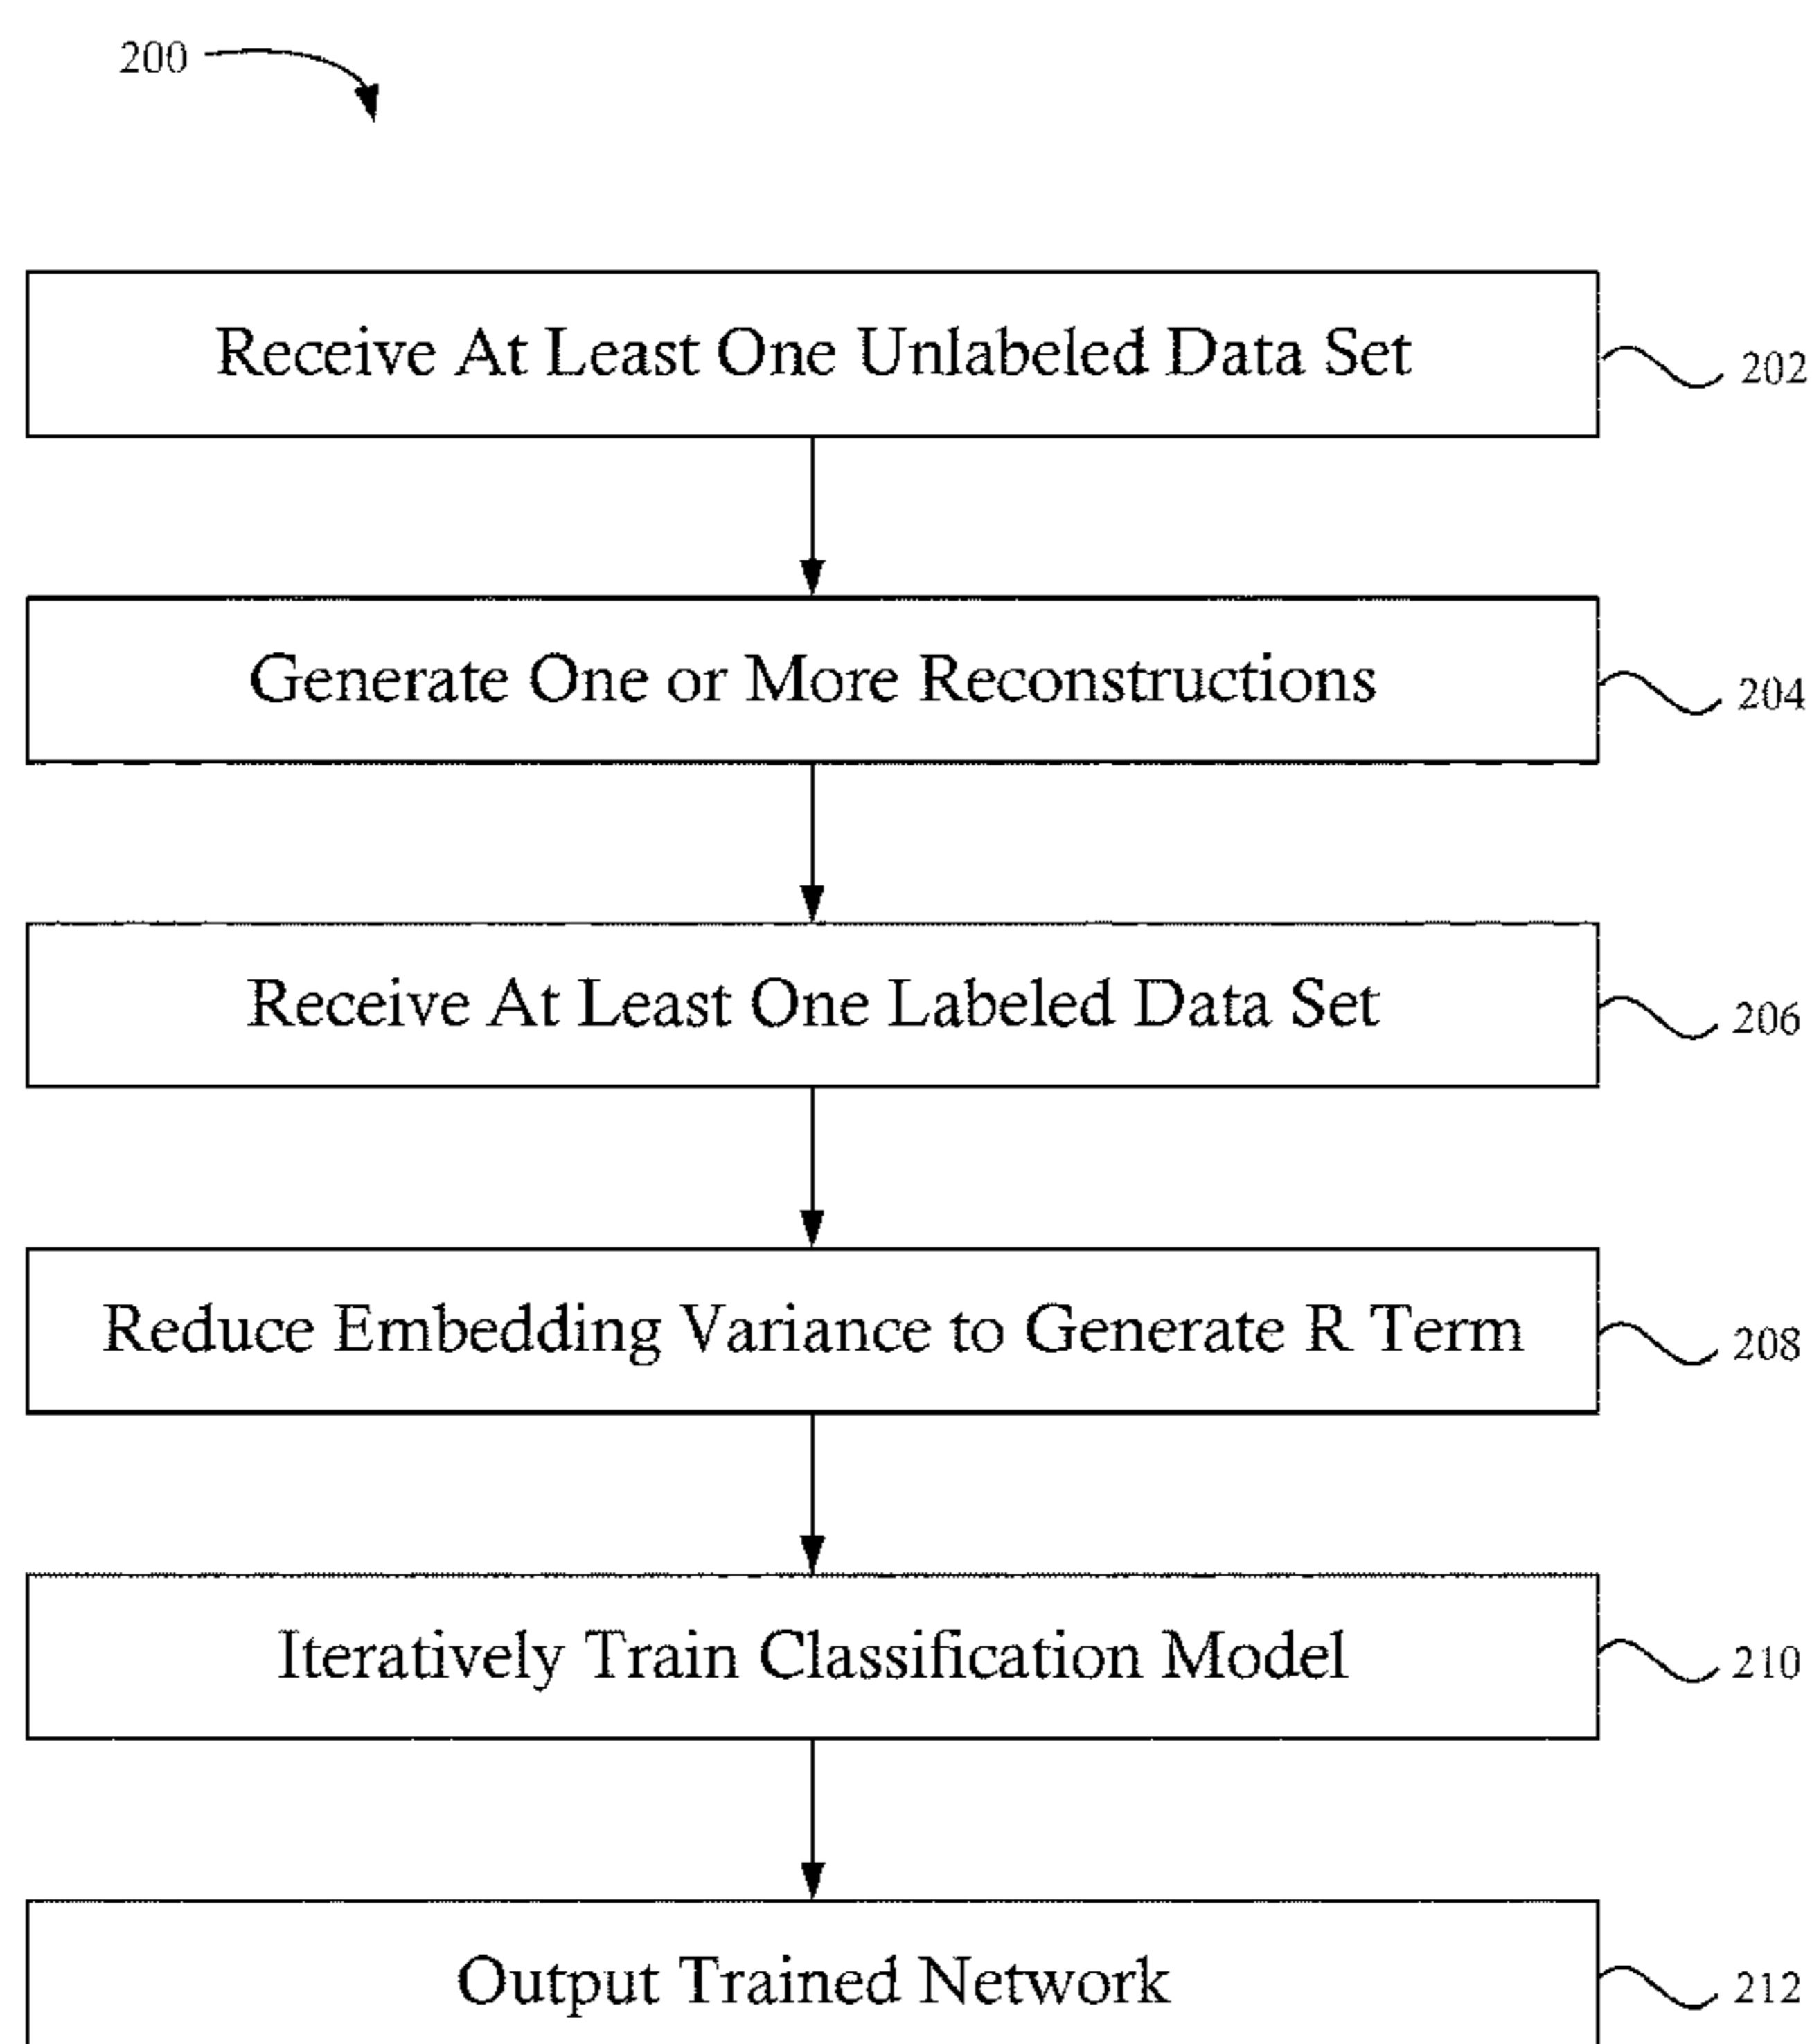 200
Receive At Least One Unlabeled Data Set
202
Generate One or More Reconstructions
204
Receive At Least One Labeled Data Set
206
Reduce Embedding Variance to Generate R Term
208
Iteratively Train Classification Model
210
Output Trained Network
212